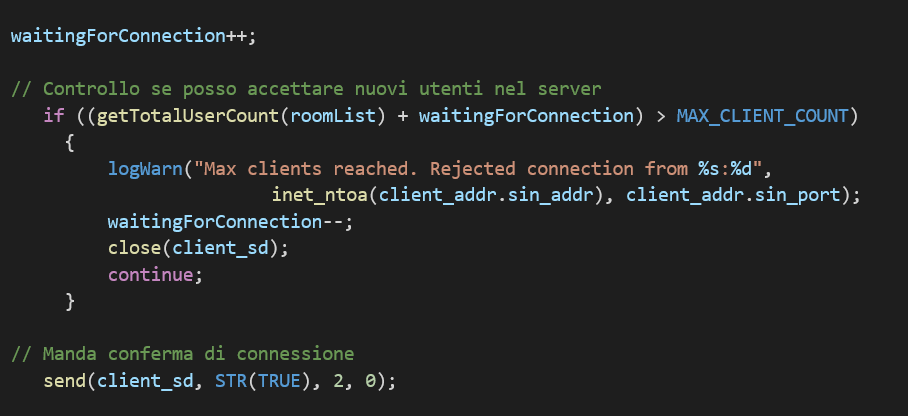 waitingForConnection++;
// Controllo se posso accettare nuovi utenti nel server
if ((getTotalUserCount(roomList) + waitingForConnection) > MAX_CLIENT_COUNT)
{
logWarn("Max clients reached. Rejected connection from %s:%d",
inet_ntoa(client_addr.sin_addr), client_addr.sin_port);
waitingForConnection--;
close(client_sd);
continue;
}
// Manda conferma di connessione
send(client_sd, STR(TRUE), 2, 0);